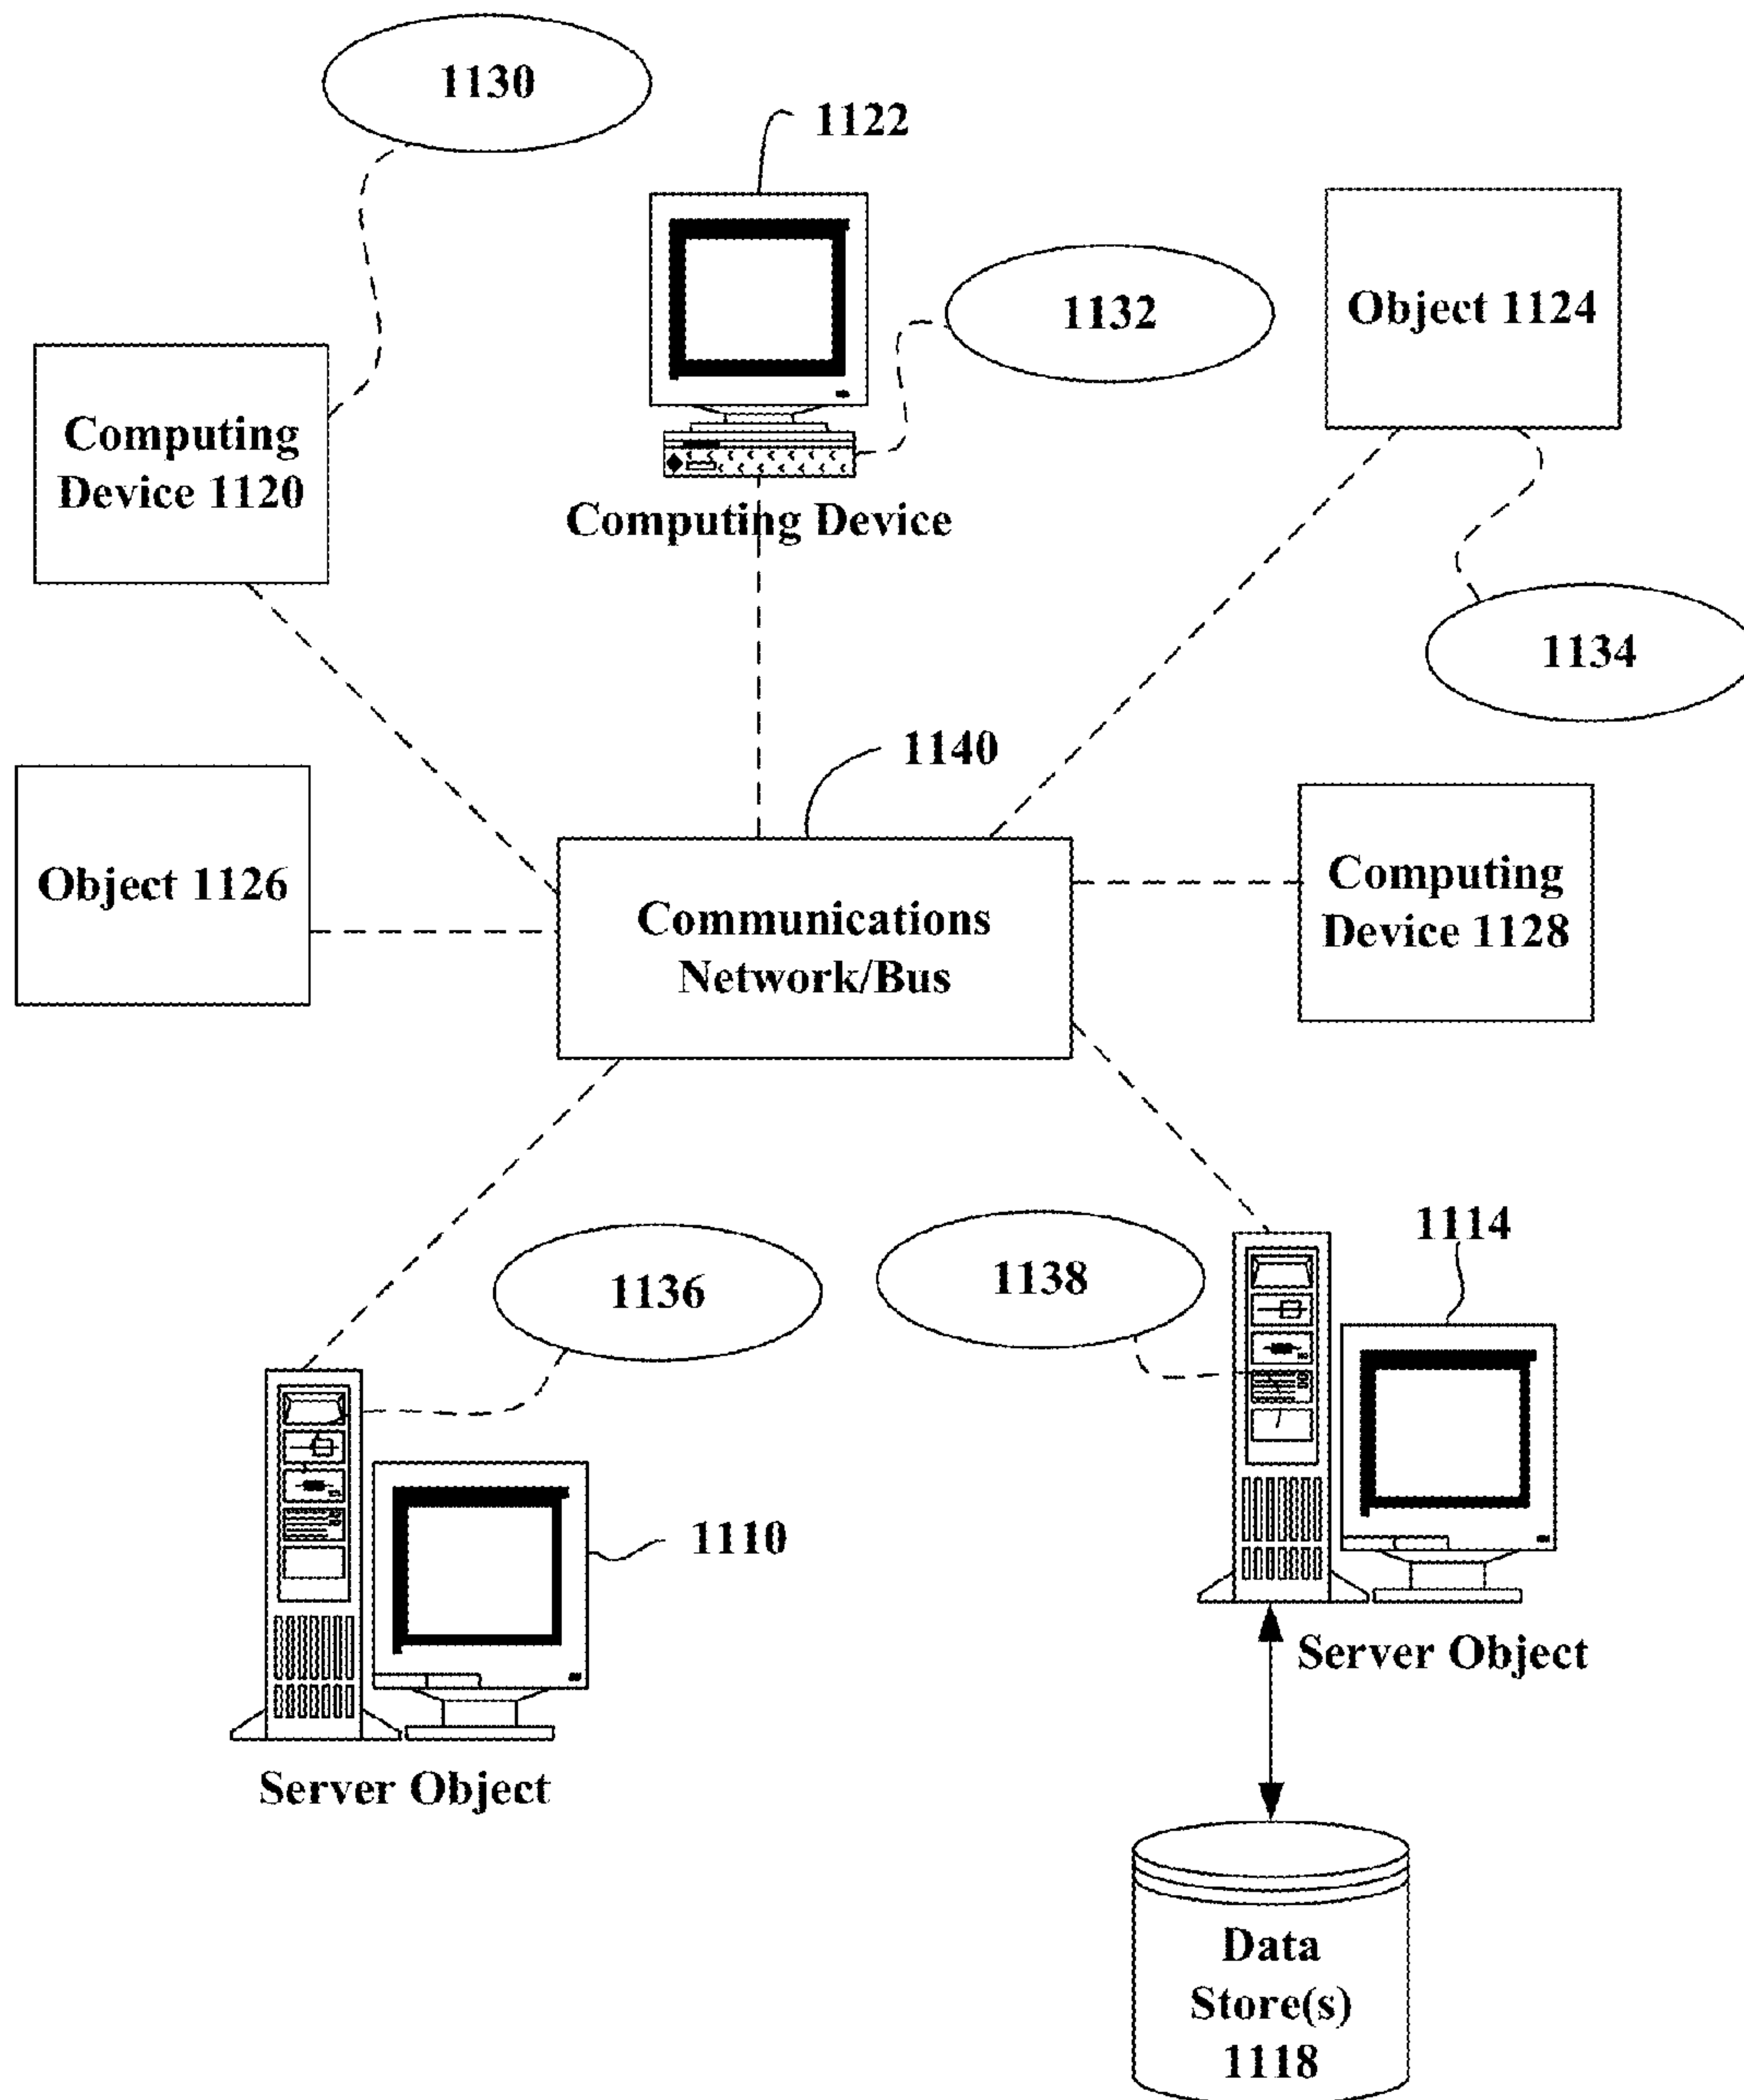 1130
1122
1132
Object 1124
Computing
Device 1120
Computing Device
1134
1140
Object 1126
Computing
Device 1128
Communications
Network/Bus
1136
1138
1114
1110
Server Object
Server Object
Data
Store(s)
1118